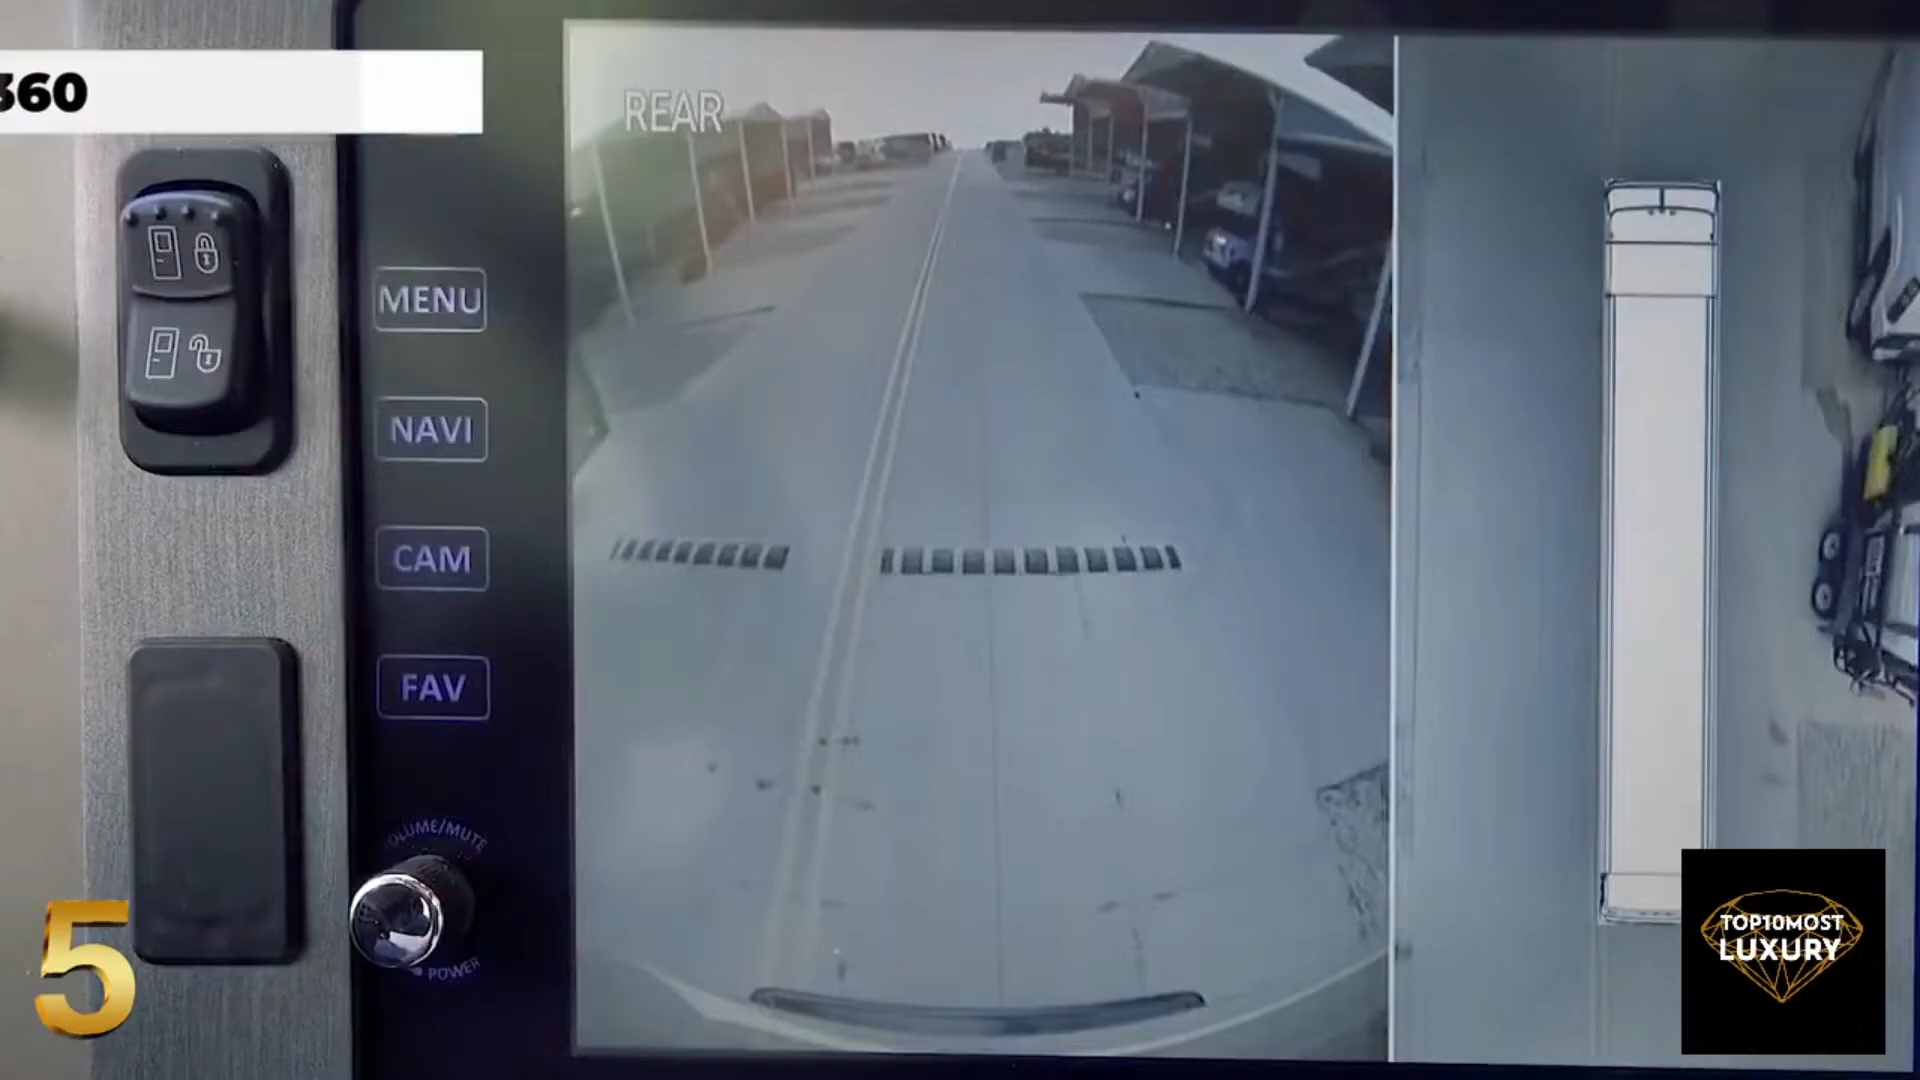 360
REAR
MENU
NAVI
CAM
FAV
VOLUME/MUTE
POWER
5
TOP10MOST
LUXURY